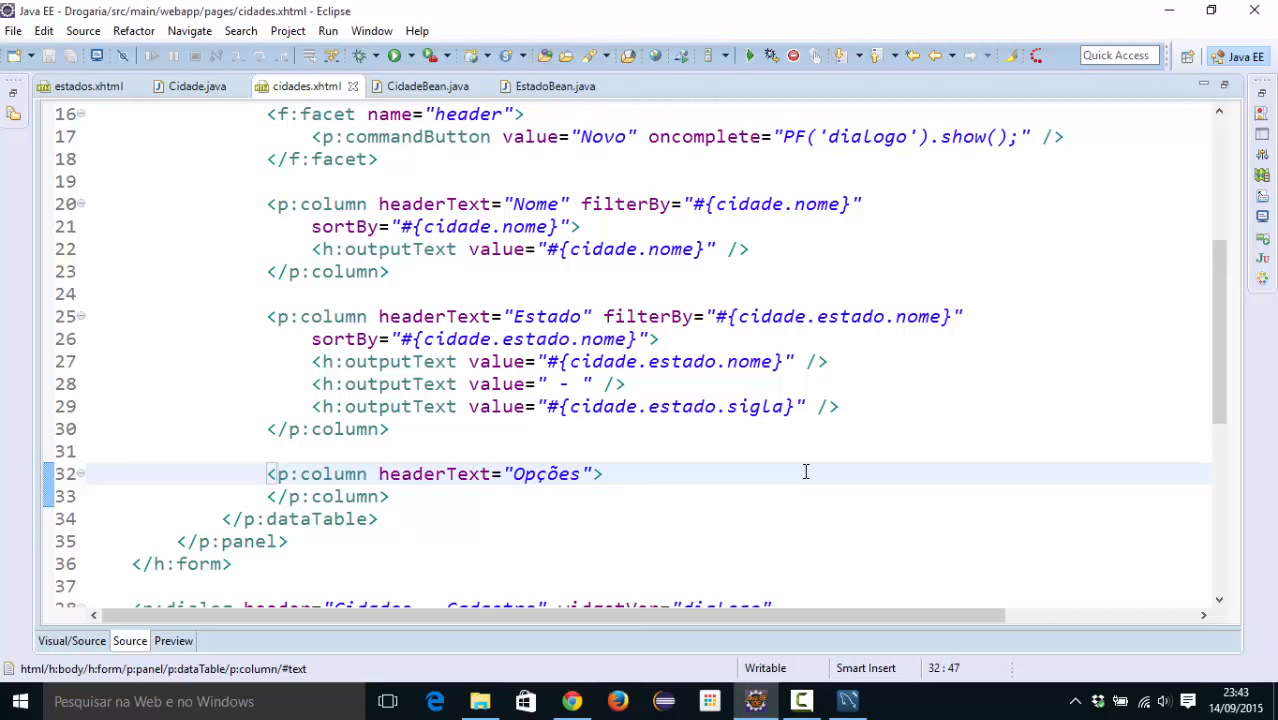 Java EE - Drogaria/src/main/webapp/pages/cidades.xhtml - Eclipse
File Edit Source Refactor Navigate Search Project Run Window Help
Quick Access Java EE
estados.xhtml Cidade.java cidades.xhtml CidadeBean.java EstadoBean.java
16 <f:facet name="header">
17 <p:commandButton value="Novo" oncomplete="PF('dialogo').show();" />
18 </f:facet>
19
20 <p:column headerText="Nome" filterBy="#{cidade.nome}"
21 sortBy="#{cidade.nome}">
22 <h:outputText value="#{cidade.nome}" />
23 </p:column>
24
25 <p:column headerText="Estado" filterBy="#{cidade.estado.nome}"
26 sortBy="#{cidade.estado.nome}">
27 <h:outputText value="#{cidade.estado.nome}" />
28 <h:outputText value=" - " />
29 <h:outputText value="#{cidade.estado.sigla}" />
30 </p:column>
31
32 <p:column headerText="Opções">
33 </p:column>
34 </p:dataTable>
35 </p:panel>
36 </h:form>
37
38 <p:dialog header="Cidades - Cadastro" widgetVar="dialogo"
Visual/Source Source Preview
html/h:body/h:form/p:panel/p:dataTable/p:column/#text Writable Smart Insert 32 : 47
Pesquisar na Web e no Windows
23:43
14/09/2015